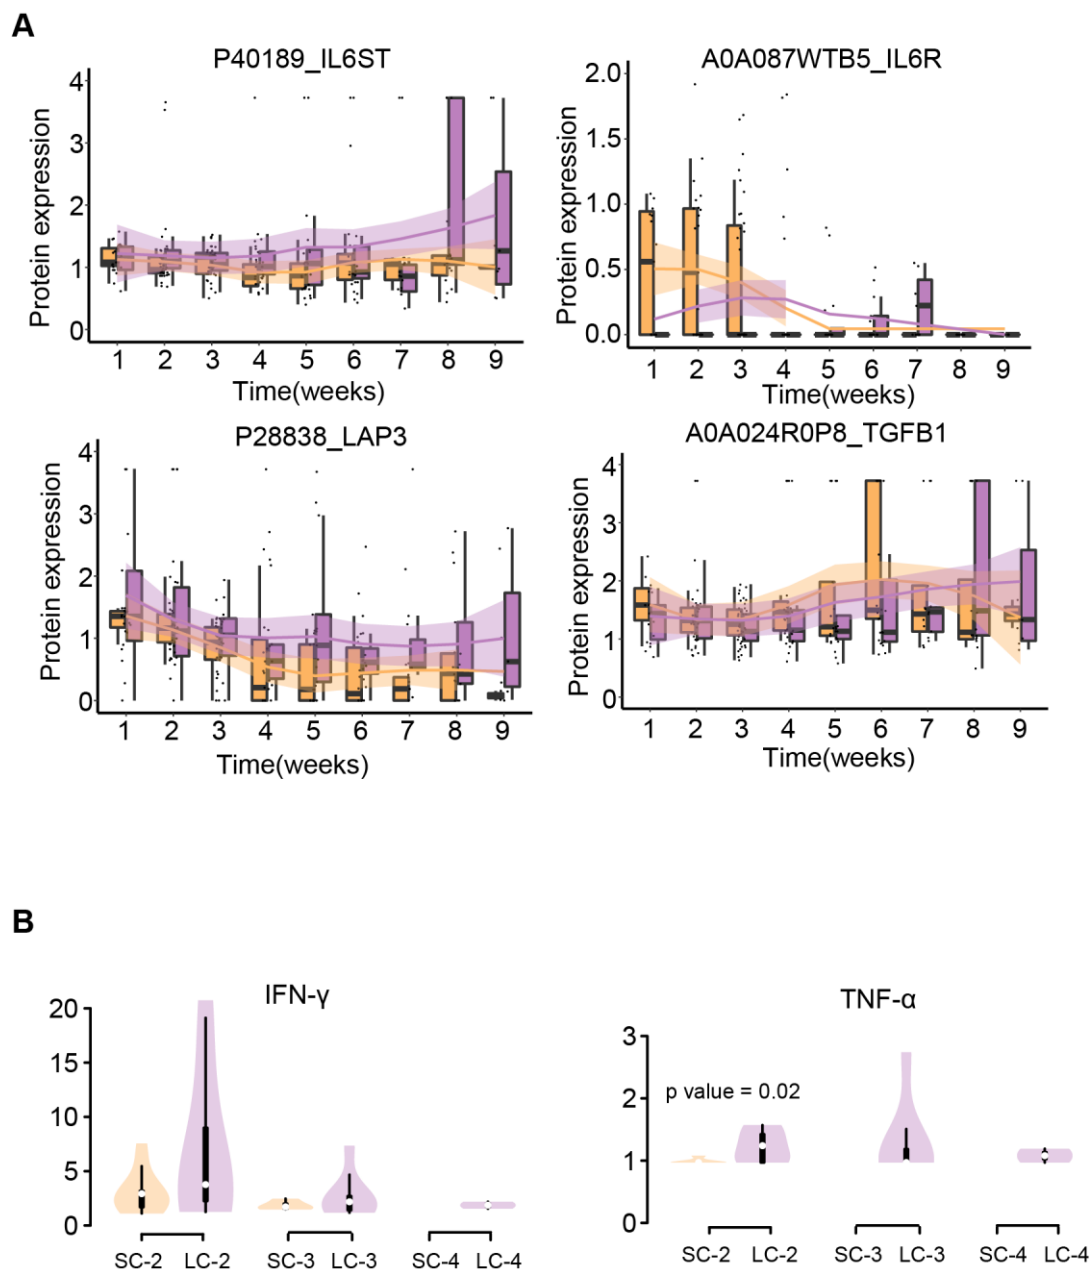 A
P40189_IL6ST
A0A087WTB5_IL6R
Protein expression
4
3
2
1
0
1 2 3 4 5 6 7 8 9
Time(weeks)
Protein expression
2.0
1.5
1.0
0.5
0.0
1 2 3 4 5 6 7 8 9
Time(weeks)
P28838_LAP3
A0A024R0P8_TGFB1
Protein expression
4
3
2
1
0
1 2 3 4 5 6 7 8 9
Time(weeks)
Protein expression
4
3
2
1
0
1 2 3 4 5 6 7 8 9
Time(weeks)
B
IFN-γ
20
15
10
5
0
SC-2 LC-2 SC-3 LC-3 SC-4 LC-4
TNF-α
3
p value = 0.02
2
1
0
SC-2 LC-2 SC-3 LC-3 SC-4 LC-4